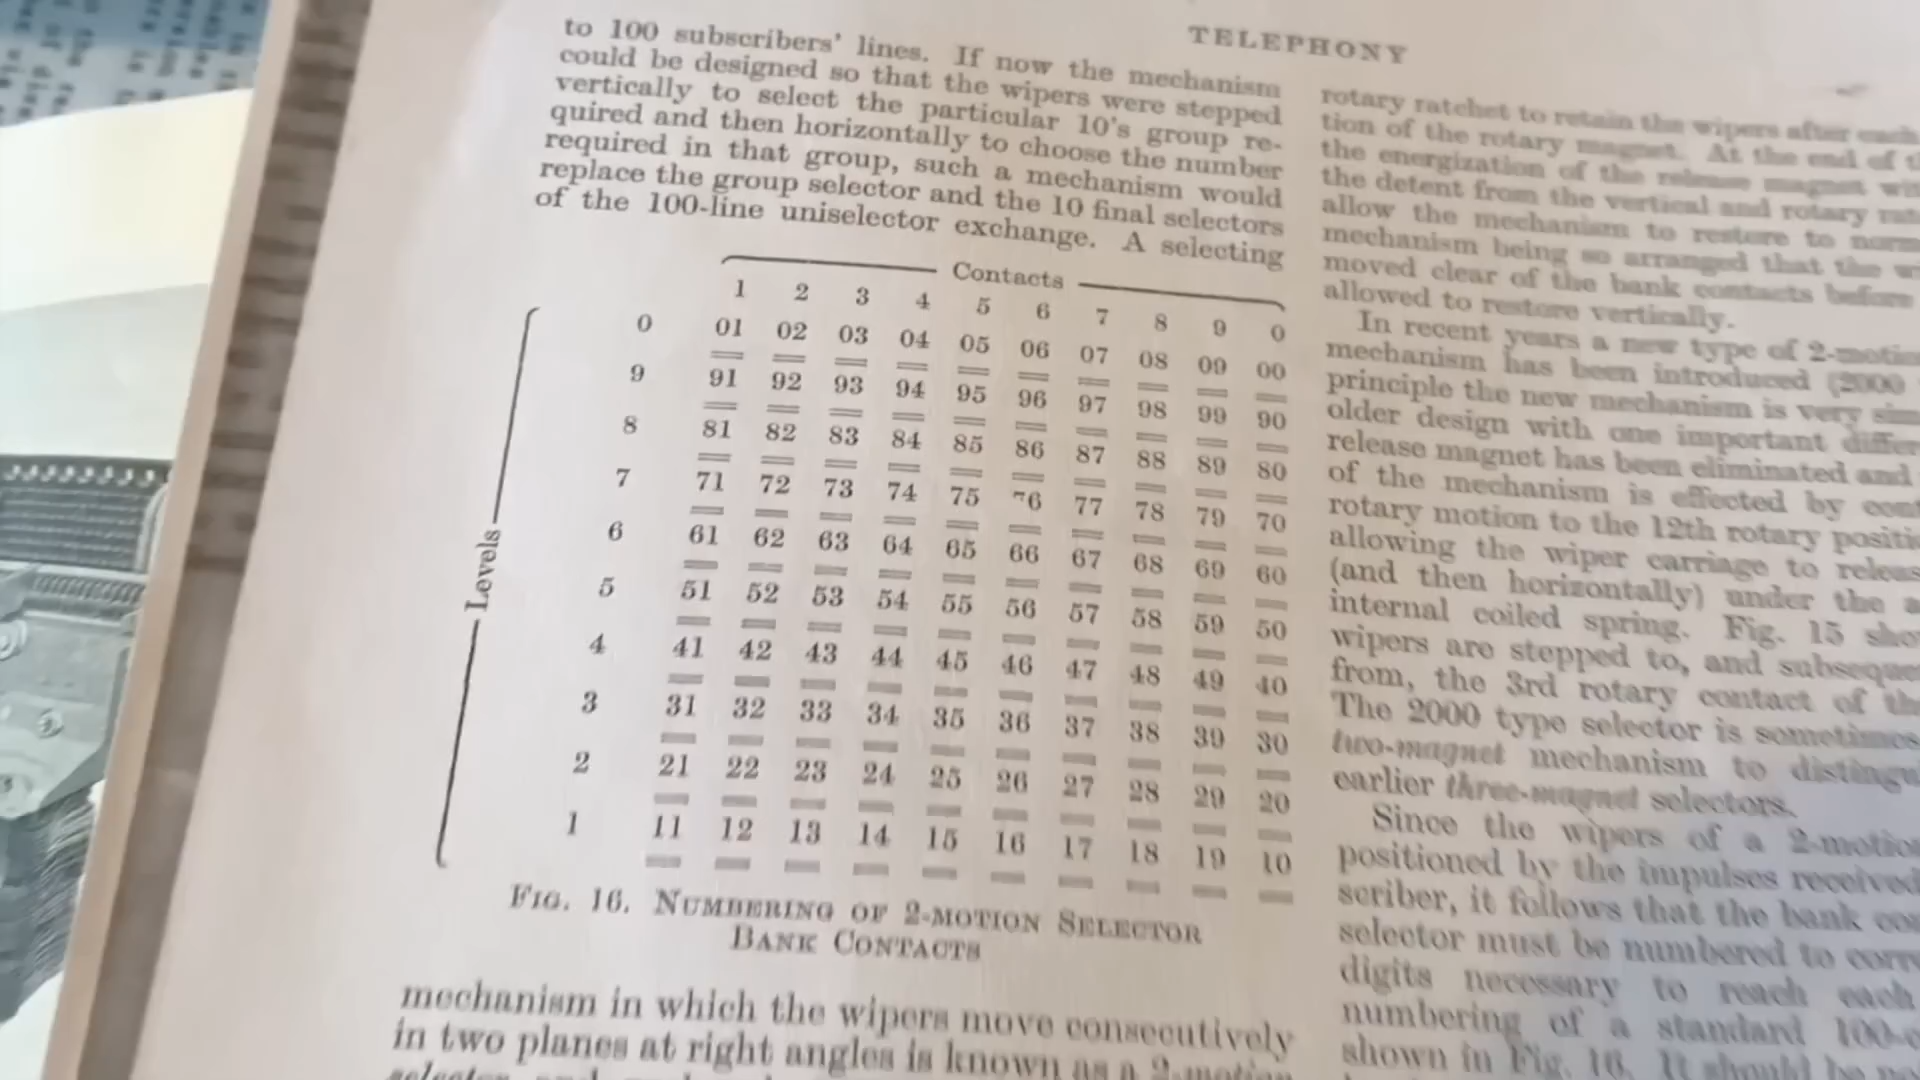 TELEPHONY
to 100 subscribers' lines. If now the mechanism
could be designed so that the wipers were stepped
vertically to select the particular 10's group re-
quired and then horizontally to choose the number
required in that group, such a mechanism would
replace the group selector and the 10 final selectors
of the 100-line uniselector exchange. A selecting
Contacts
1 2 3 4 5 6 7 8 9 0
Levels
0 01 02 03 04 05 06 07 08 09 00
9 91 92 93 94 95 96 97 98 99 90
8 81 82 83 84 85 86 87 88 89 80
7 71 72 73 74 75 76 77 78 79 70
6 61 62 63 64 65 66 67 68 69 60
5 51 52 53 54 55 56 57 58 59 50
4 41 42 43 44 45 46 47 48 49 40
3 31 32 33 34 35 36 37 38 39 30
2 21 22 23 24 25 26 27 28 29 20
1 11 12 13 14 15 16 17 18 19 10
FIG. 16. NUMBERING OF 2-MOTION SELECTOR
BANK CONTACTS
mechanism in which the wipers move consecutively
in two planes at right angles is known as a 2-motion
rotary ratchet to retain the wipers after each
tion of the rotary magnet. At the end of
the energization of the release magnet
the detent from the vertical and rotary
allow the mechanism to restore to
mechanism being so arranged that the
moved clear of the bank contacts before
allowed to restore vertically.
In recent years a new type of
mechanism has been introduced (2000
principle the new mechanism is very
older design with one important
release magnet has been eliminated and
of the mechanism is effected by
rotary motion to the 12th rotary
allowing the wiper carriage to
(and then horizontally) under the
internal coiled spring. Fig. 15
wipers are stepped to, and
from, the 3rd rotary contact of
The 2000 type selector is sometimes
two-magnet mechanism to
earlier three-magnet selectors.
Since the wipers of a
positioned by the impulses received
scriber, it follows that the bank
selector must be numbered to
digits necessary to reach each
numbering of a standard
shown in Fig. 16. It should be